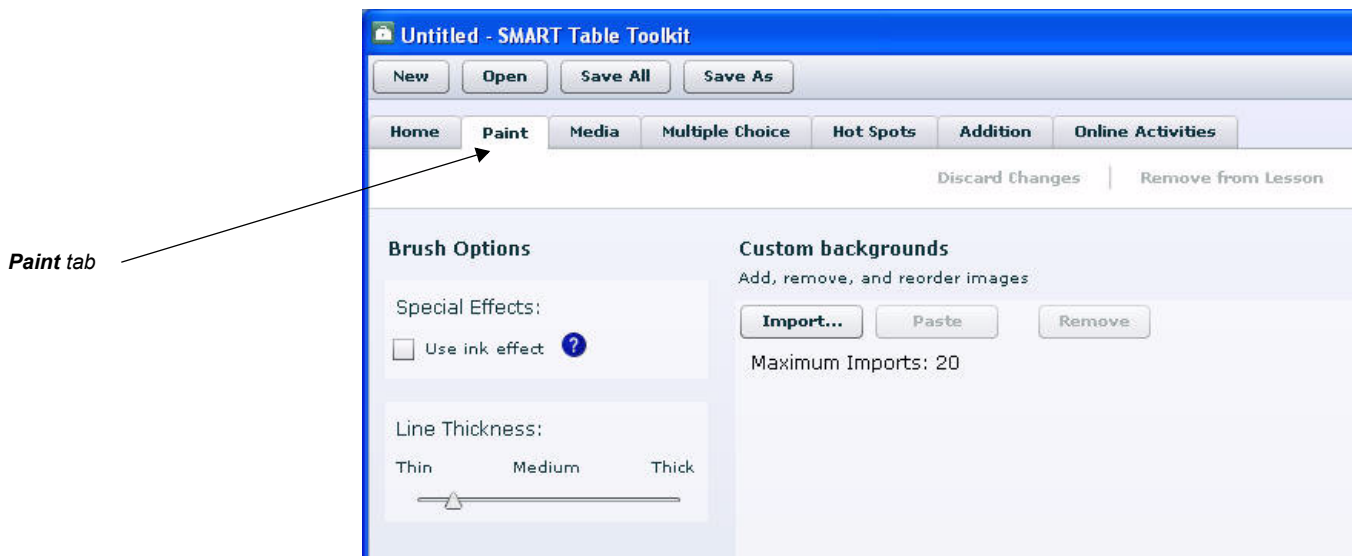 Untitled - SMART Table Toolkit
New Open Save All Save As
Home Paint Media Multiple Choice Hot Spots Addition Online Activities
Discard Changes Remove from Lesson
Paint tab
Brush Options
Special Effects:
Use ink effect ?
Line Thickness:
Thin Medium Thick
Custom backgrounds
Add, remove, and reorder images
Import... Paste Remove
Maximum Imports: 20